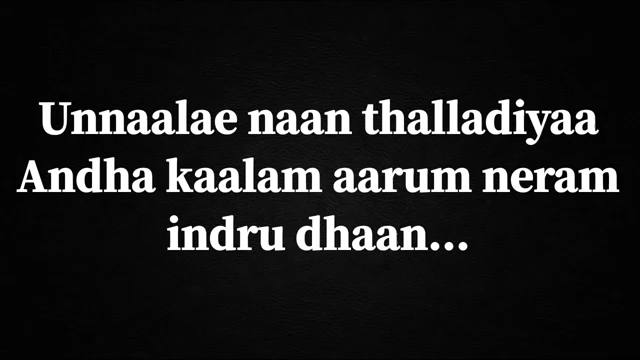 Unnaalae naan thalladiyaa
Andha kaalam aarum neram
indru dhaan...